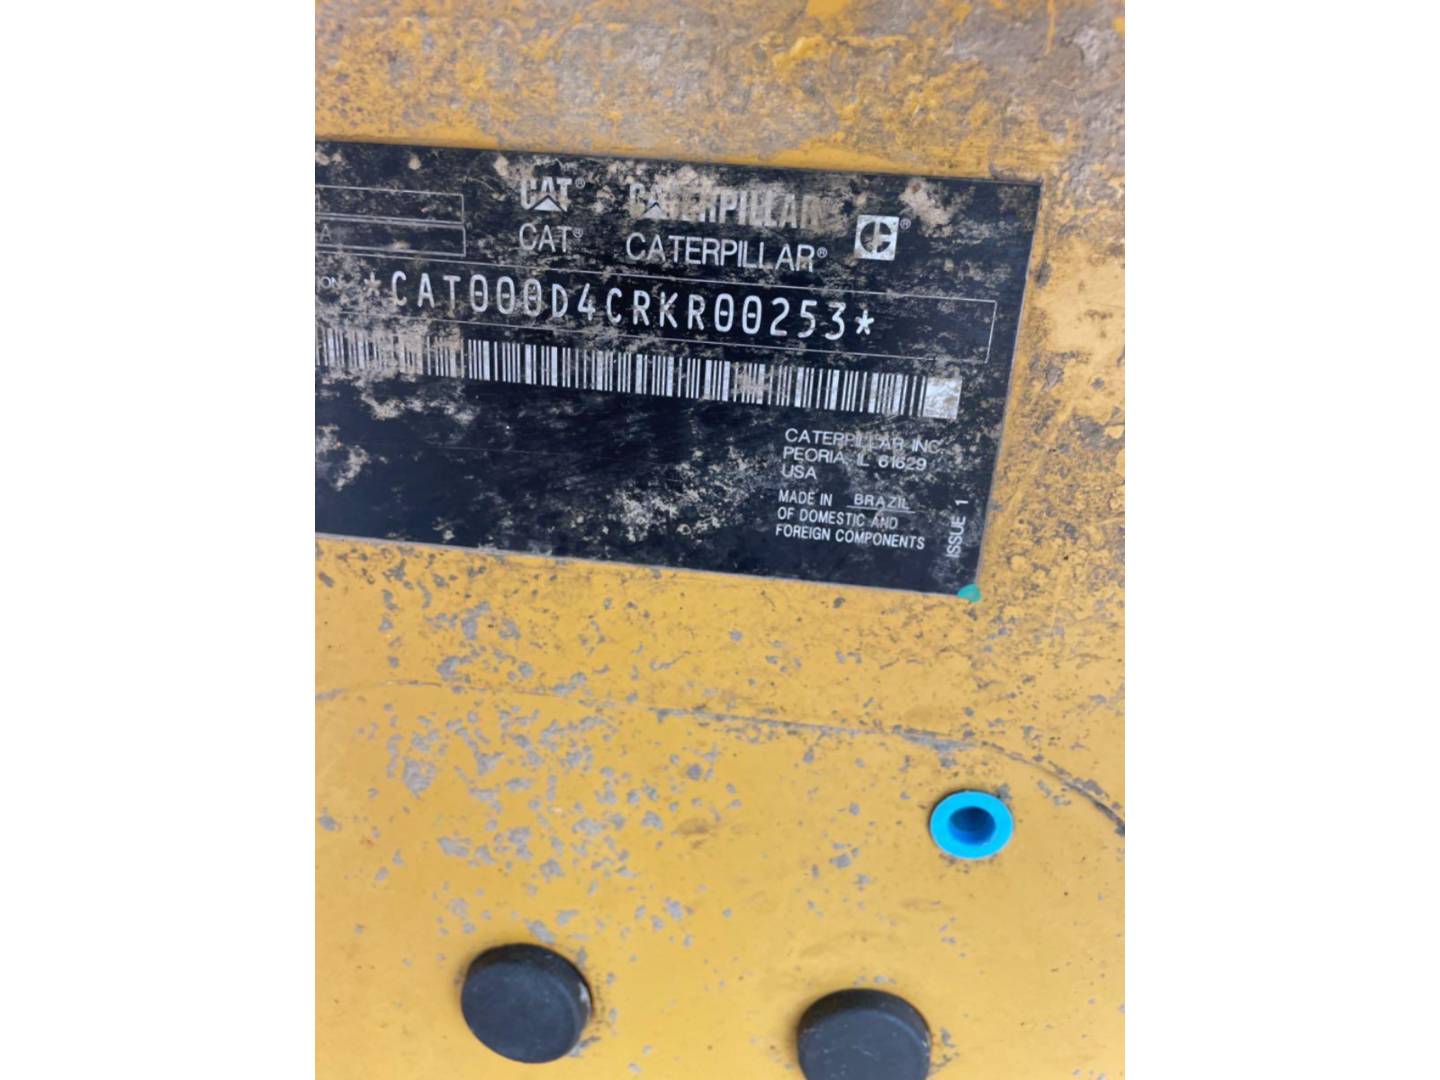 CAT® CATERPILLAR®
A CAT® CATERPILLAR® C®
ON *CAT000D4CRKR00253*
CATERPILLAR INC.
PEORIA, IL 61629
USA
MADE IN BRAZIL
OF DOMESTIC AND
FOREIGN COMPONENTS
ISSUE 1